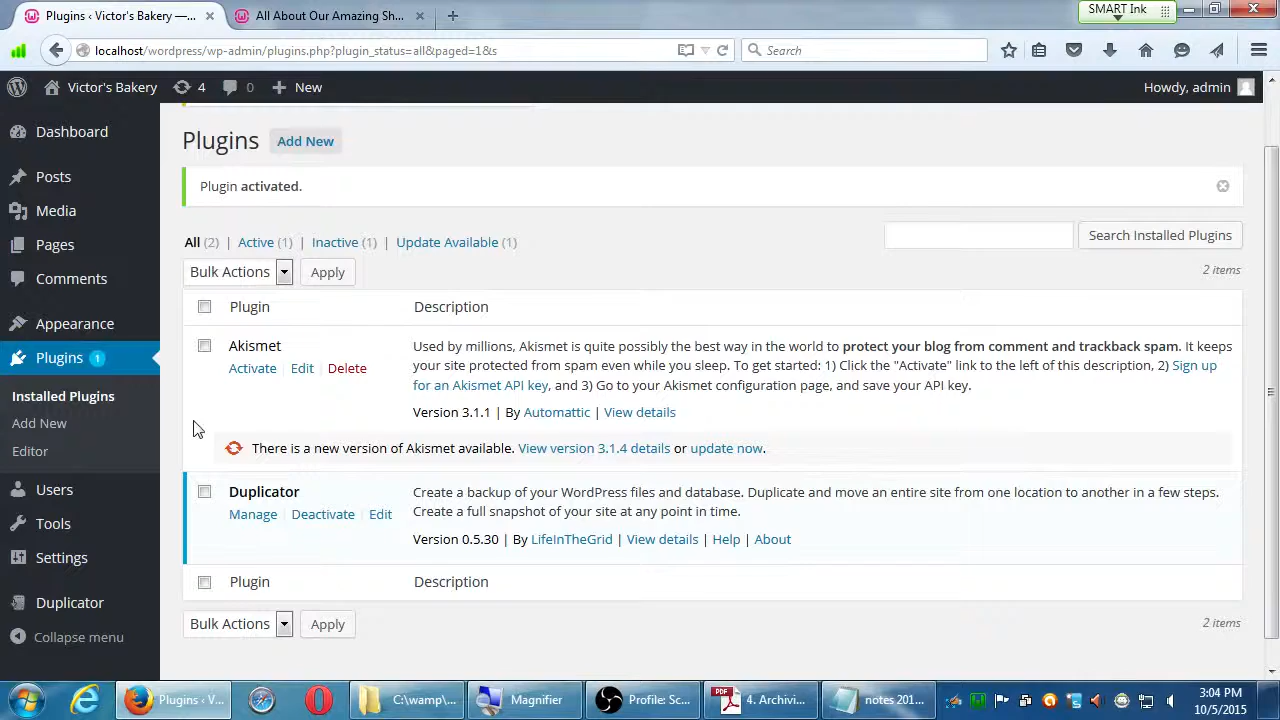 Plugins ‹ Victor's Bakery —...
All About Our Amazing Sh...
SMART Ink
localhost/wordpress/wp-admin/plugins.php?plugin_status=all&paged=1&s
Search
Victor's Bakery
4
0
New
Howdy, admin
Dashboard
Posts
Media
Pages
Comments
Appearance
Plugins 1
Installed Plugins
Add New
Editor
Users
Tools
Settings
Duplicator
Collapse menu
Plugins
Add New
Plugin activated.
All (2) | Active (1) | Inactive (1) | Update Available (1)
Search Installed Plugins
Bulk Actions
Apply
2 items
Plugin
Description
Akismet
Activate | Edit | Delete
Used by millions, Akismet is quite possibly the best way in the world to protect your blog from comment and trackback spam. It keeps
your site protected from spam even while you sleep. To get started: 1) Click the "Activate" link to the left of this description, 2) Sign up
for an Akismet API key, and 3) Go to your Akismet configuration page, and save your API key.
Version 3.1.1 | By Automattic | View details
There is a new version of Akismet available. View version 3.1.4 details or update now.
Duplicator
Manage | Deactivate | Edit
Create a backup of your WordPress files and database. Duplicate and move an entire site from one location to another in a few steps.
Create a full snapshot of your site at any point in time.
Version 0.5.30 | By LifeInTheGrid | View details | Help | About
Plugin
Description
Bulk Actions
Apply
2 items
Plugins ‹ V...
C:\wamp\...
Magnifier
Profile: Sc...
PDF
4. Archivi...
notes 201...
3:04 PM
10/5/2015